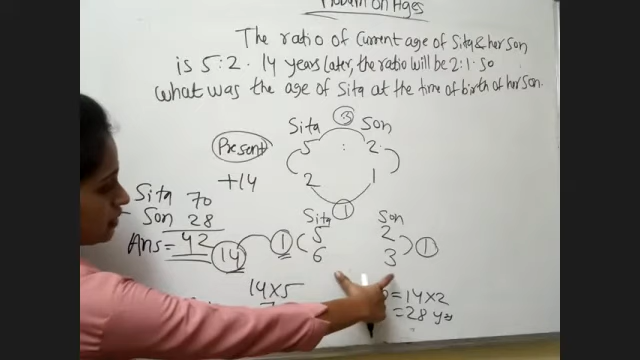 Problem on Ages
The ratio of current age of Sita & her son
is 5:2. 14 years later, the ratio will be 2:1. So
what was the age of Sita at the time of birth of her son.
Sita ③ Son
Present 5 : 2
+14 2 1
①
Sita 70
- Son 28
Ans = 42
Sita Son
14 ① 5 2
6 3 ①
14×5
= 14×2
= 28 yrs